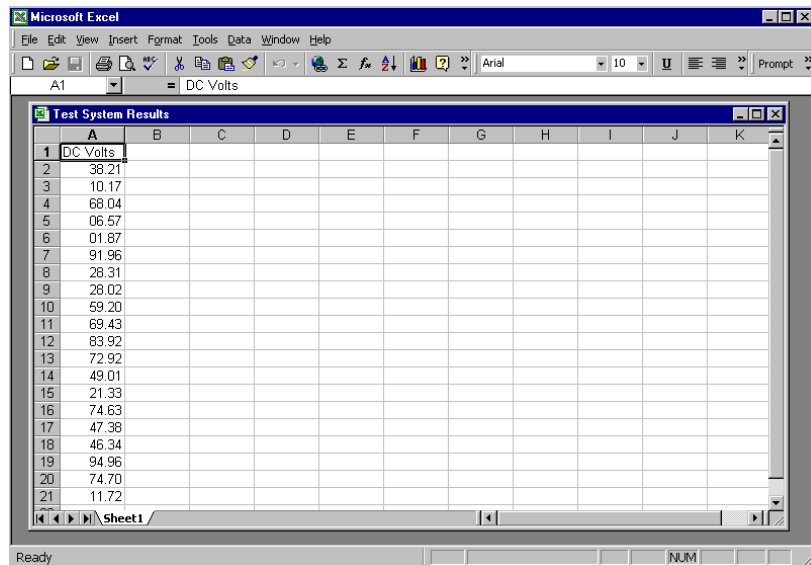 Microsoft Excel
File Edit View Insert Format Tools Data Window Help
ABC Σ fx A Z ? » Arial 10 U » Prompt »
A1 = DC Volts
Test System Results
A B C D E F G H I J K
1 DC Volts
2 38.21
3 10.17
4 68.04
5 06.57
6 01.87
7 91.96
8 28.31
9 28.02
10 59.20
11 69.43
12 83.92
13 72.92
14 49.01
15 21.33
16 74.63
17 47.38
18 46.34
19 94.96
20 74.70
21 11.72
Sheet1
Ready NUM